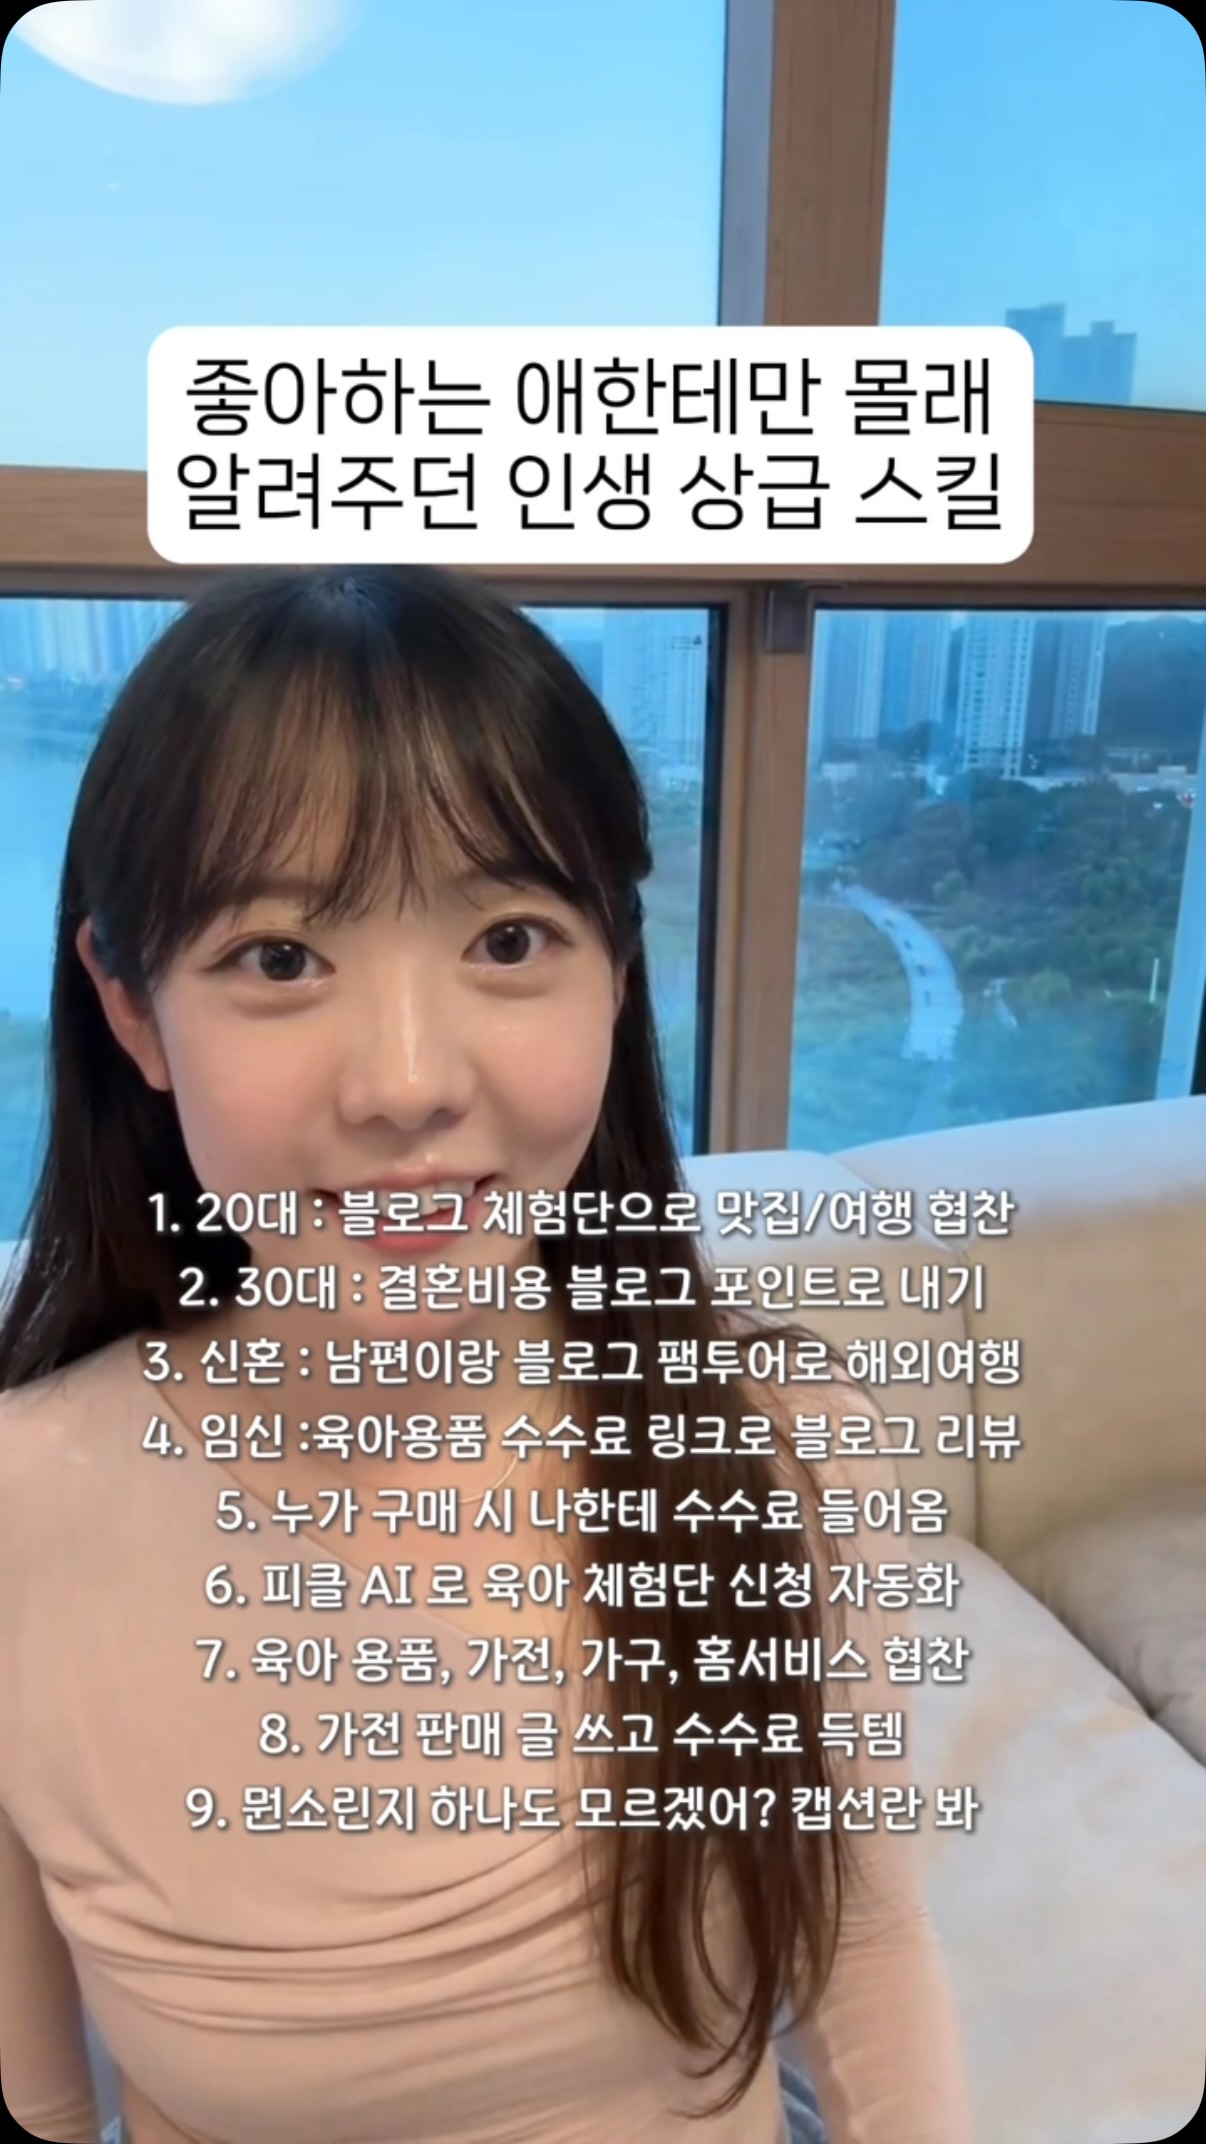 좋아하는 애한테만 몰래
알려주던 인생 상급 스킬
1. 20대 : 블로그 체험단으로 맛집/여행 협찬
2. 30대 : 결혼비용 블로그 포인트로 내기
3. 신혼 : 남편이랑 블로그 팸투어로 해외여행
4. 임신 :육아용품 수수료 링크로 블로그 리뷰
5. 누가 구매 시 나한테 수수료 들어옴
6. 피클 AI 로 육아 체험단 신청 자동화
7. 육아 용품, 가전, 가구, 홈서비스 협찬
8. 가전 판매 글 쓰고 수수료 득템
9. 뭔소린지 하나도 모르겠어? 캡션란 봐